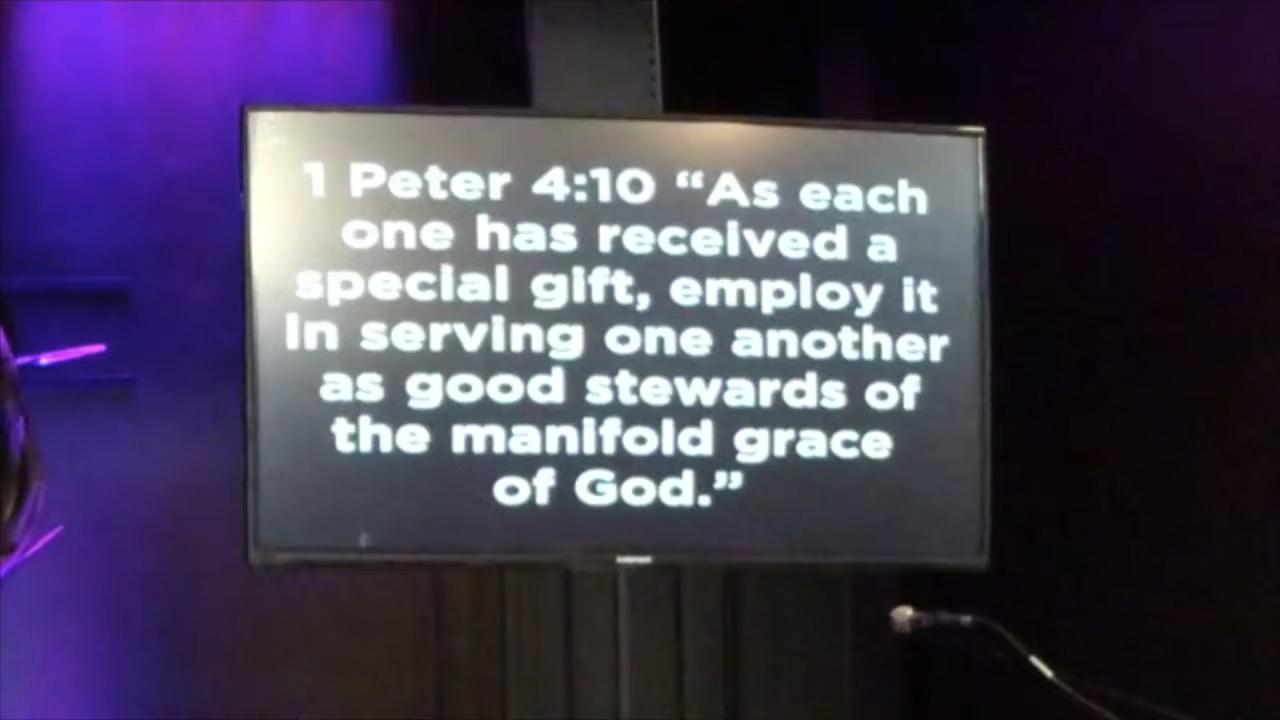 1 Peter 4:10 “As each
one has received a
special gift, employ it
In serving one another
as good stewards of
the manifold grace
of God.”